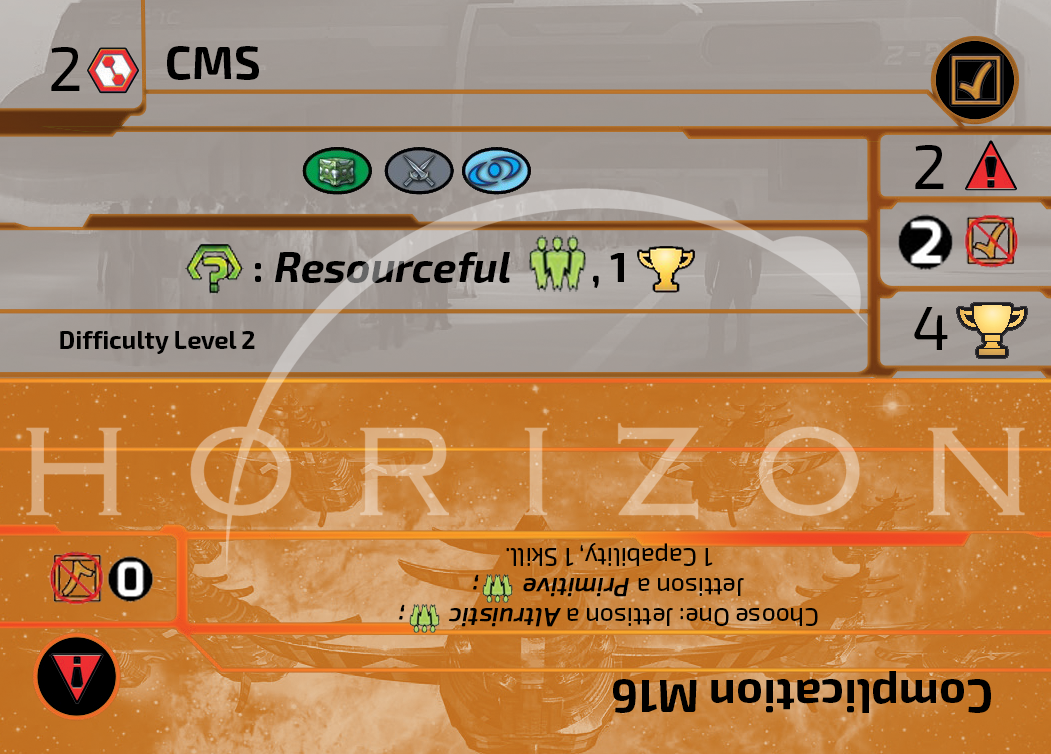 2 CMS
2
2
: Resourceful , 1
4
Difficulty Level 2
HORIZON
Complication M16
Choose One: Jettison a Altruistic ;
Jettison a Primitive ;
1 Capability, 1 Skill.
0